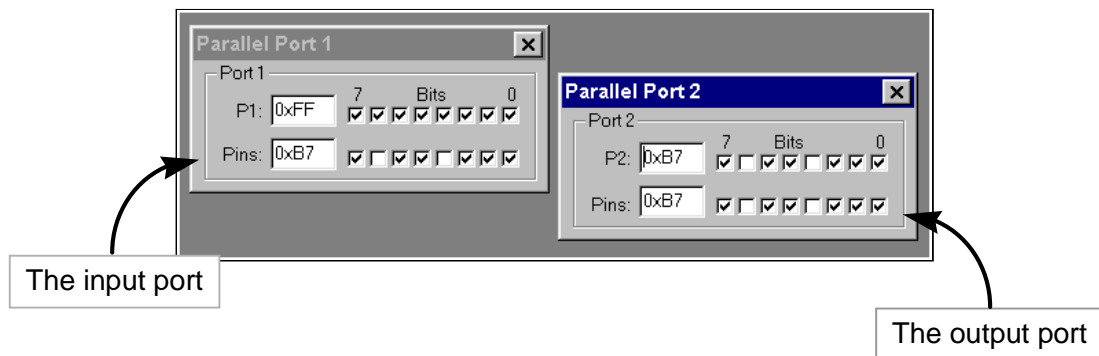 Parallel Port 1
Port 1
7 Bits 0
P1: 0xFF
Pins: 0xB7
Parallel Port 2
Port 2
7 Bits 0
P2: 0xB7
Pins: 0xB7
The input port
The output port